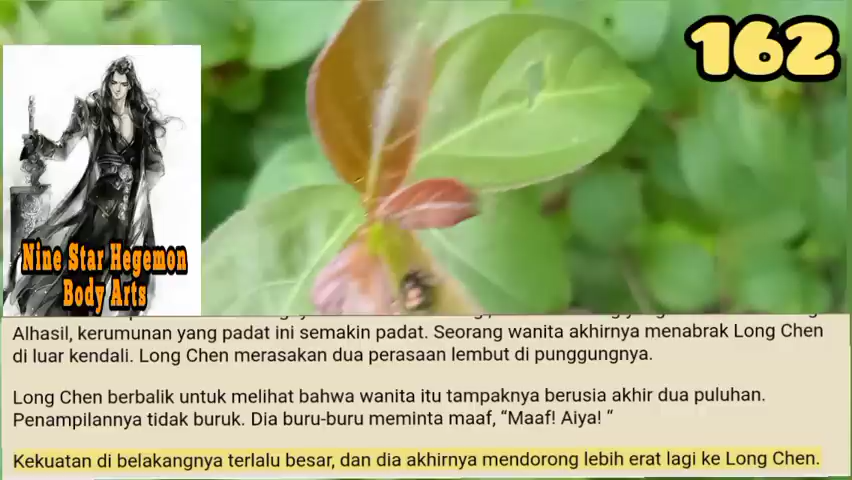 162
Nine Star Hegemon
Body Arts
Alhasil, kerumunan yang padat ini semakin padat. Seorang wanita akhirnya menabrak Long Chen
di luar kendali. Long Chen merasakan dua perasaan lembut di punggungnya.
Long Chen berbalik untuk melihat bahwa wanita itu tampaknya berusia akhir dua puluhan.
Penampilannya tidak buruk. Dia buru-buru meminta maaf, “Maaf! Aiya! “
Kekuatan di belakangnya terlalu besar, dan dia akhirnya mendorong lebih erat lagi ke Long Chen.